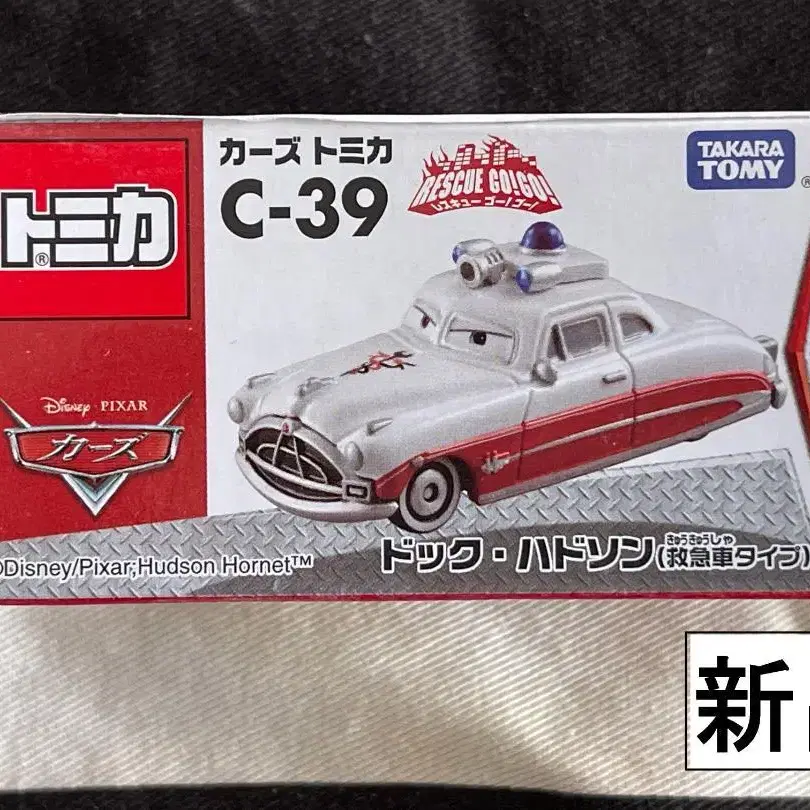 カーズ トミカ
C-39
RESCUE GO!GO!
レスキュー ゴー!ゴー!
TAKARA
TOMY
®
トミカ
®
Disney · PIXAR
カーズ
©Disney/Pixar;Hudson Hornet™
きゅうきゅうしゃ
ドック・ハドソン(救急車タイプ)
新